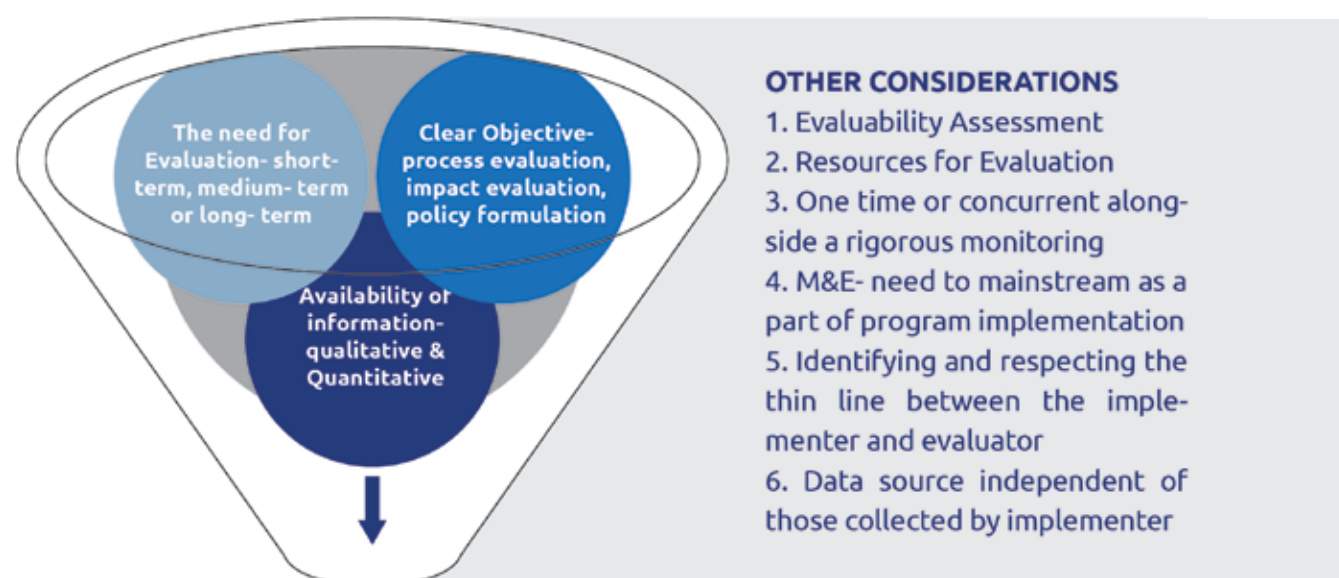 The need for
Evaluation- short-
term, medium- term
or long- term
Clear Objective-
process evaluation,
impact evaluation,
policy formulation
Availability of
information-
qualitative &
Quantitative
OTHER CONSIDERATIONS
1. Evaluability Assessment
2. Resources for Evaluation
3. One time or concurrent along-
side a rigorous monitoring
4. M&E- need to mainstream as a
part of program implementation
5. Identifying and respecting the
thin line between the imple-
menter and evaluator
6. Data source independent of
those collected by implementer